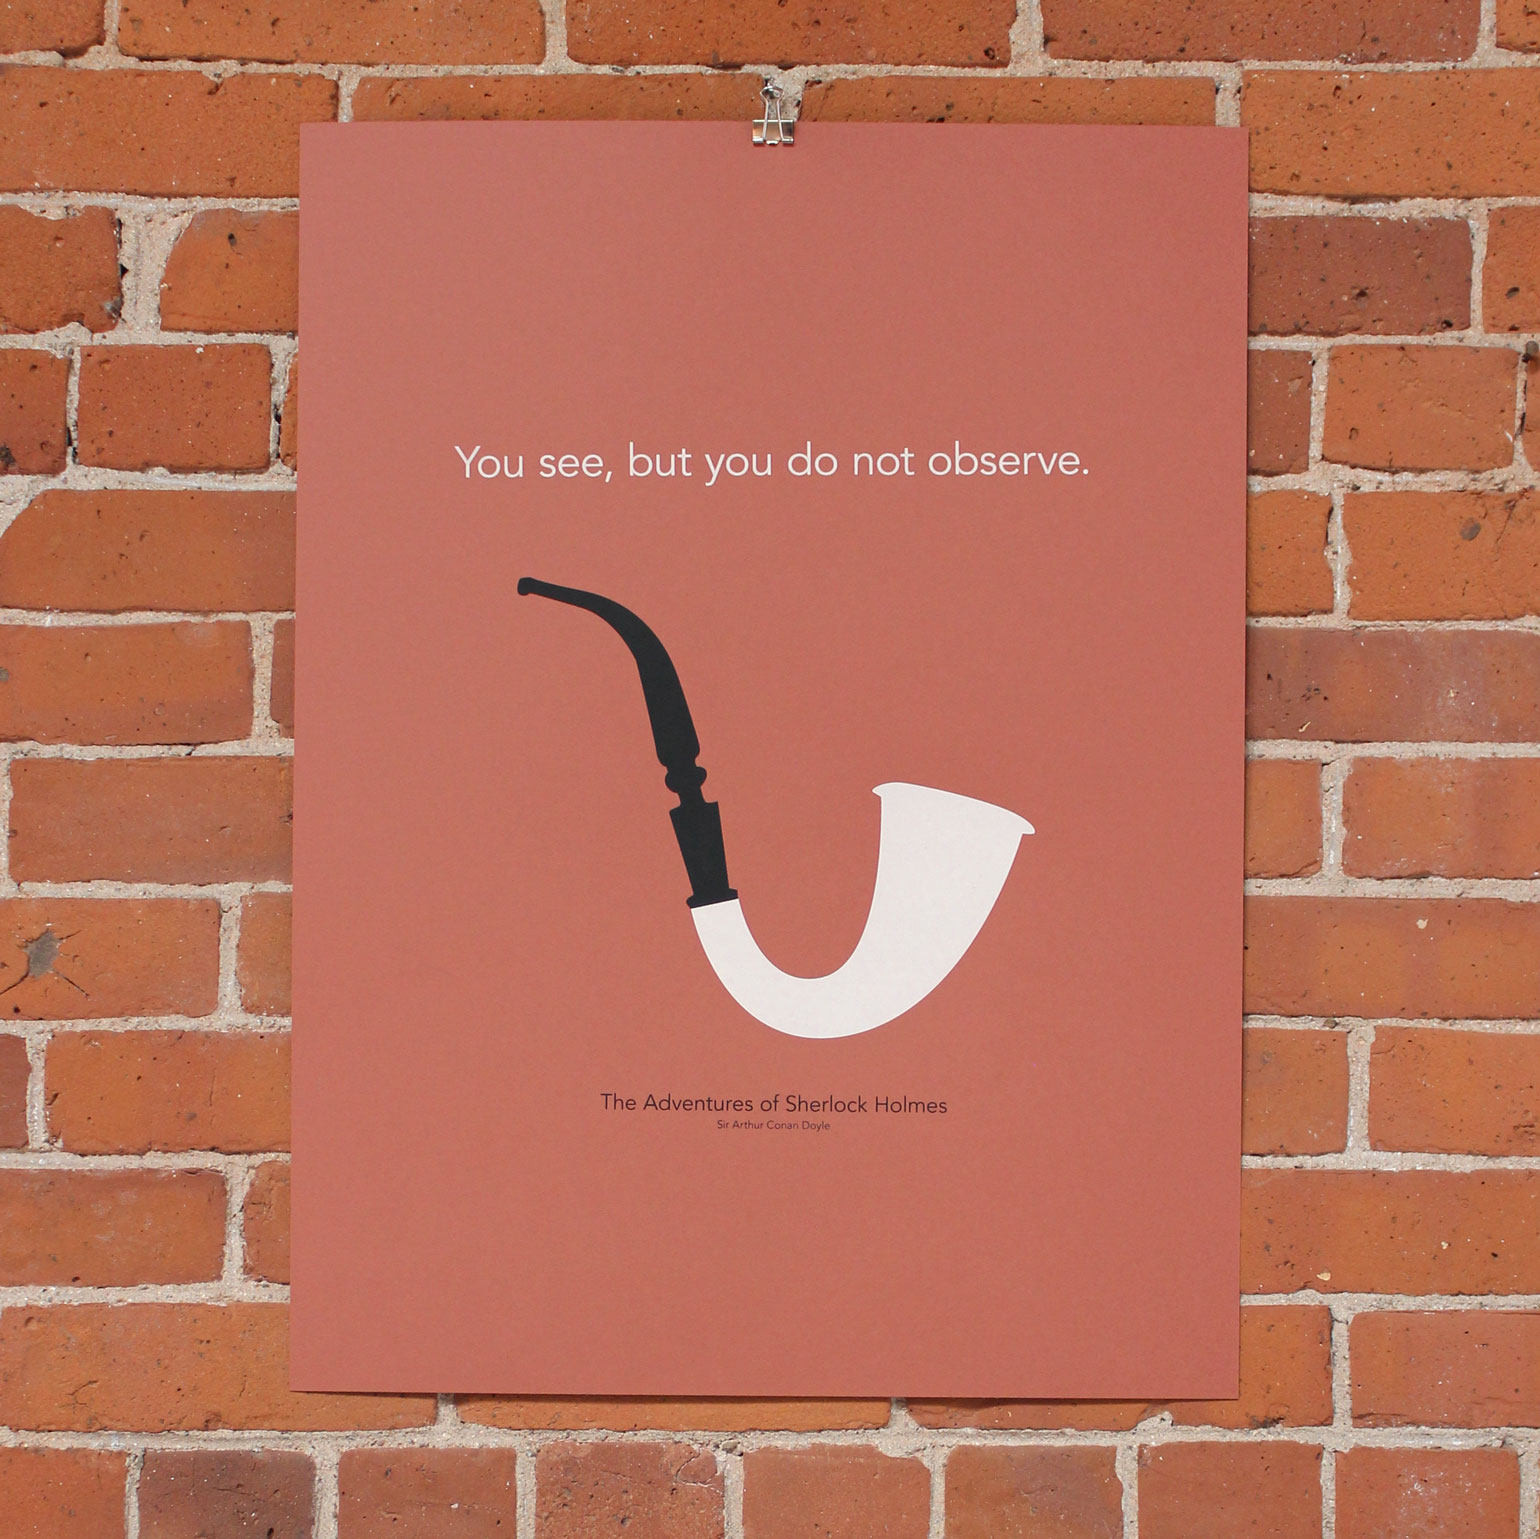 You see, but you do not observe.
The Adventures of Sherlock Holmes
Sir Arthur Conan Doyle